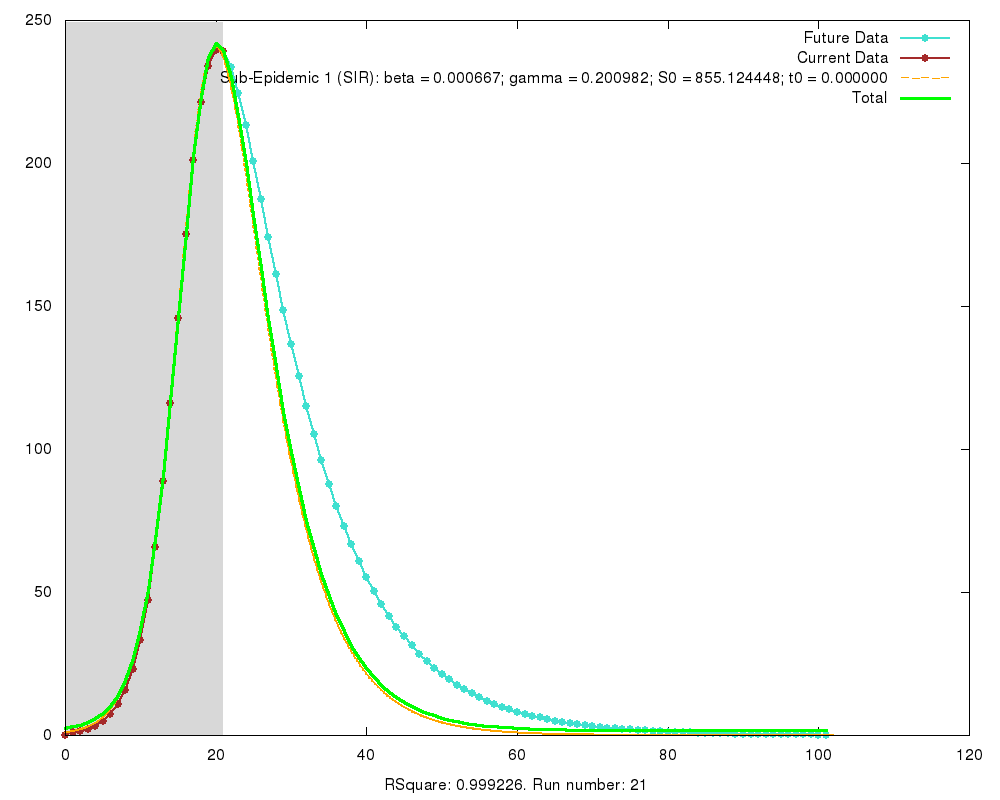 250
200
150
100
50
0
0 20 40 60 80 100 120
Future Data
Current Data
Sub-Epidemic 1 (SIR): beta = 0.000667; gamma = 0.200982; S0 = 855.124448; t0 = 0.000000
Total
RSquare: 0.999226. Run number: 21